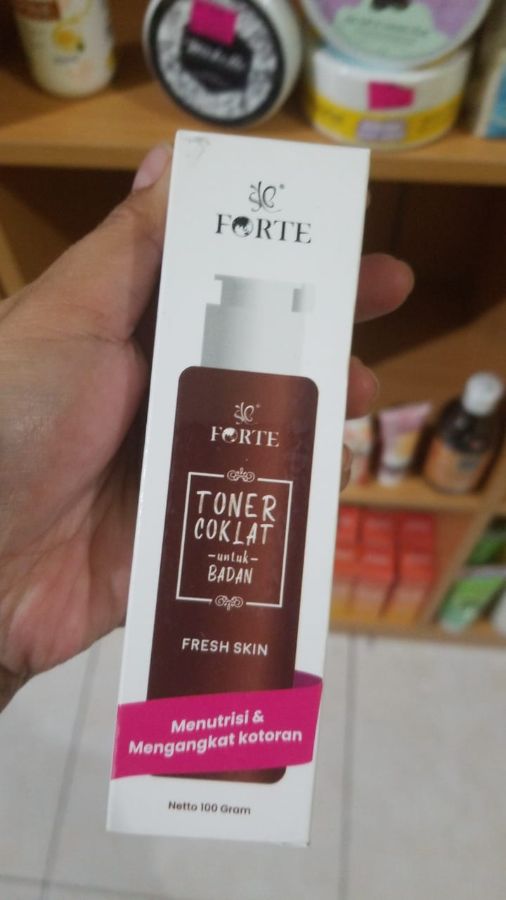 FORTE
FORTE
TONER
COKLAT
-untuk-
BADAN
FRESH SKIN
Menutrisi &
Mengangkat kotoran
Netto 100 Gram